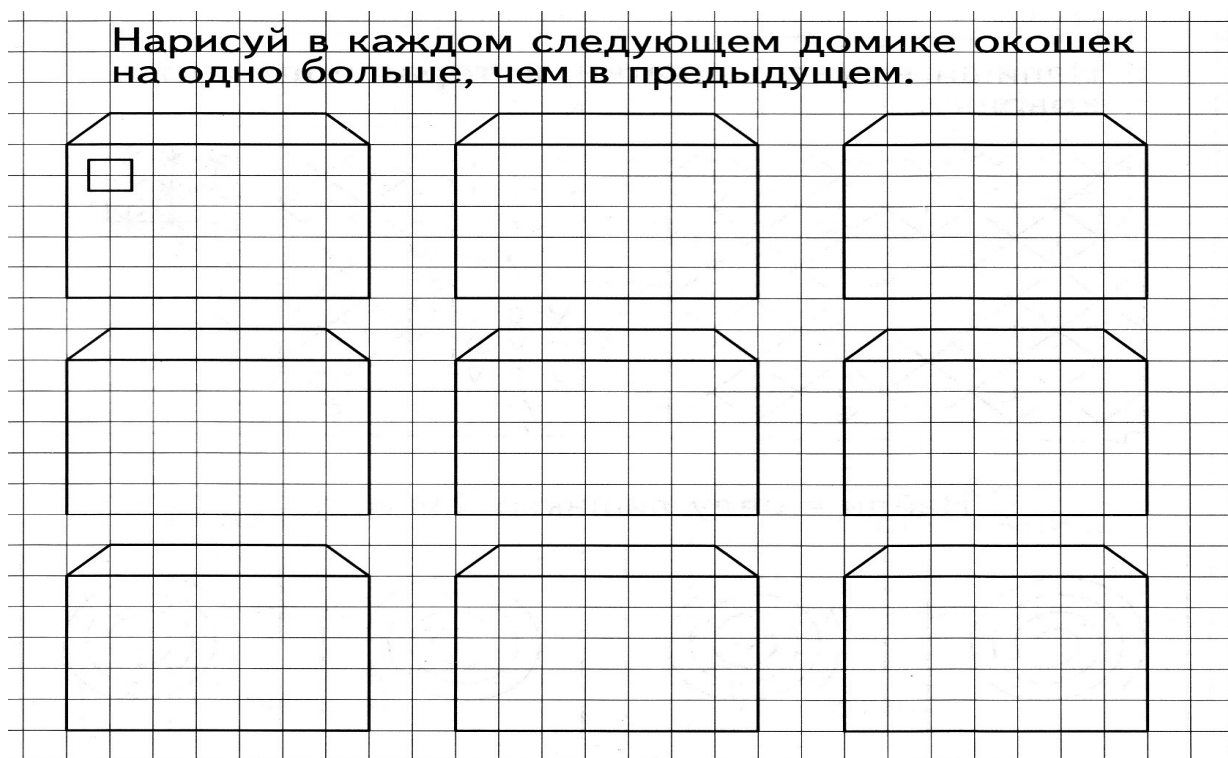 Нарисуй в каждом следующем домике окошек
на одно больше, чем в предыдущем.